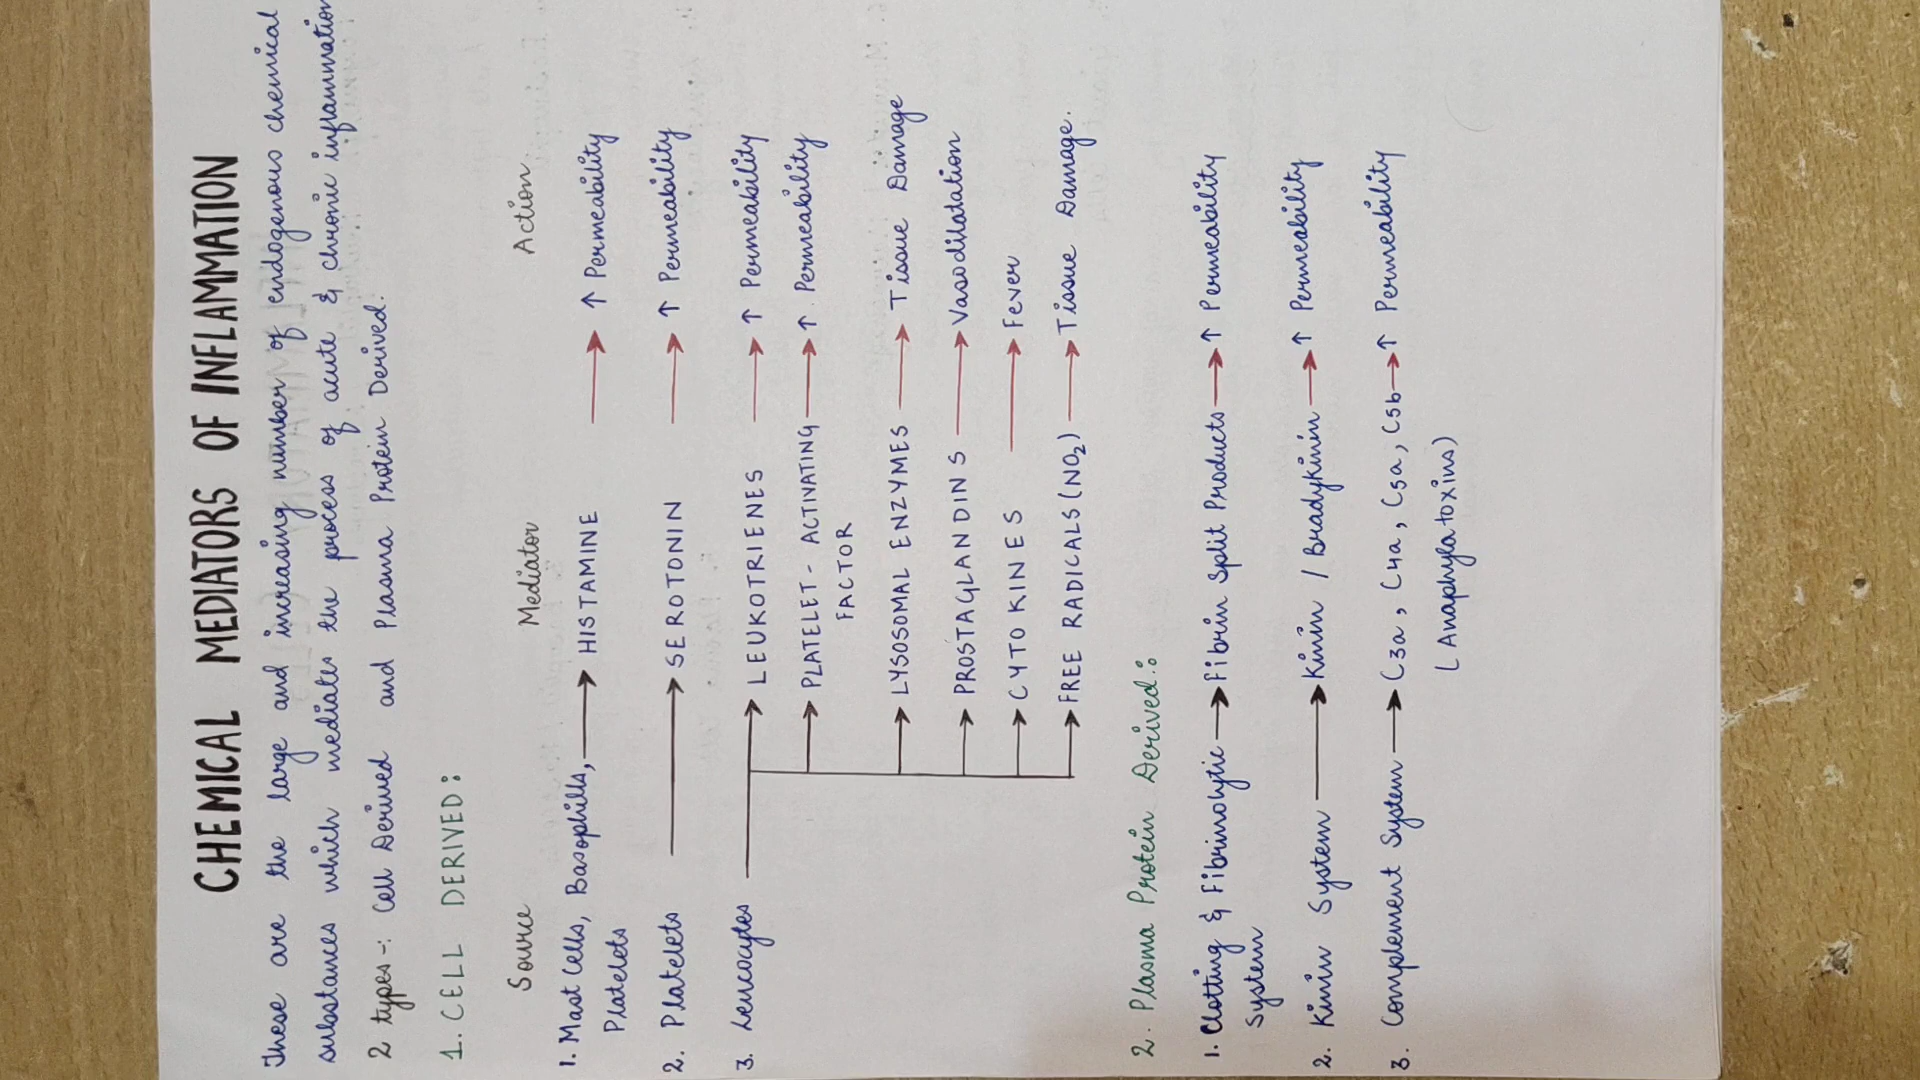 CHEMICAL MEDIATORS OF INFLAMMATION
These are the large and increasing number of endogenous chemical
substances which mediates the process of acute & chronic inflammation
2 types -: Cell Derived and Plasma Protein Derived.
1. CELL DERIVED :
Source Mediator Action
1. Mast Cells, Basophills, → HISTAMINE → ↑ Permeability
Platelets
2. Platelets → SEROTONIN → ↑ Permeability
3. Leucocytes → LEUKOTRIENES → ↑ Permeability
→ PLATELET - ACTIVATING → ↑ Permeability
FACTOR
→ LYSOSOMAL ENZYMES → Tissue Damage
→ PROSTAGLANDINS → Vasodilatation
→ CYTOKINES → Fever
→ FREE RADICALS (NO₂) → Tissue Damage.
2. Plasma Protein Derived :
1. Clotting & Fibrinolytic → Fibrin Split Products → ↑ Permeability
System
2. Kinin System → Kinin / Bradykinin → ↑ Permeability
3. Complement System → C3a, C4a, C5a, C5b → ↑ Permeability
(Anaphylatoxins)